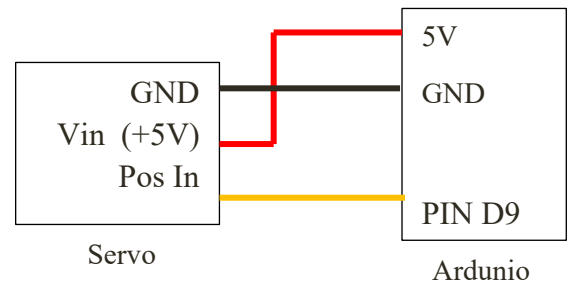 GND
Vin (+5V)
Pos In
Servo
5V
GND
PIN D9
Ardunio